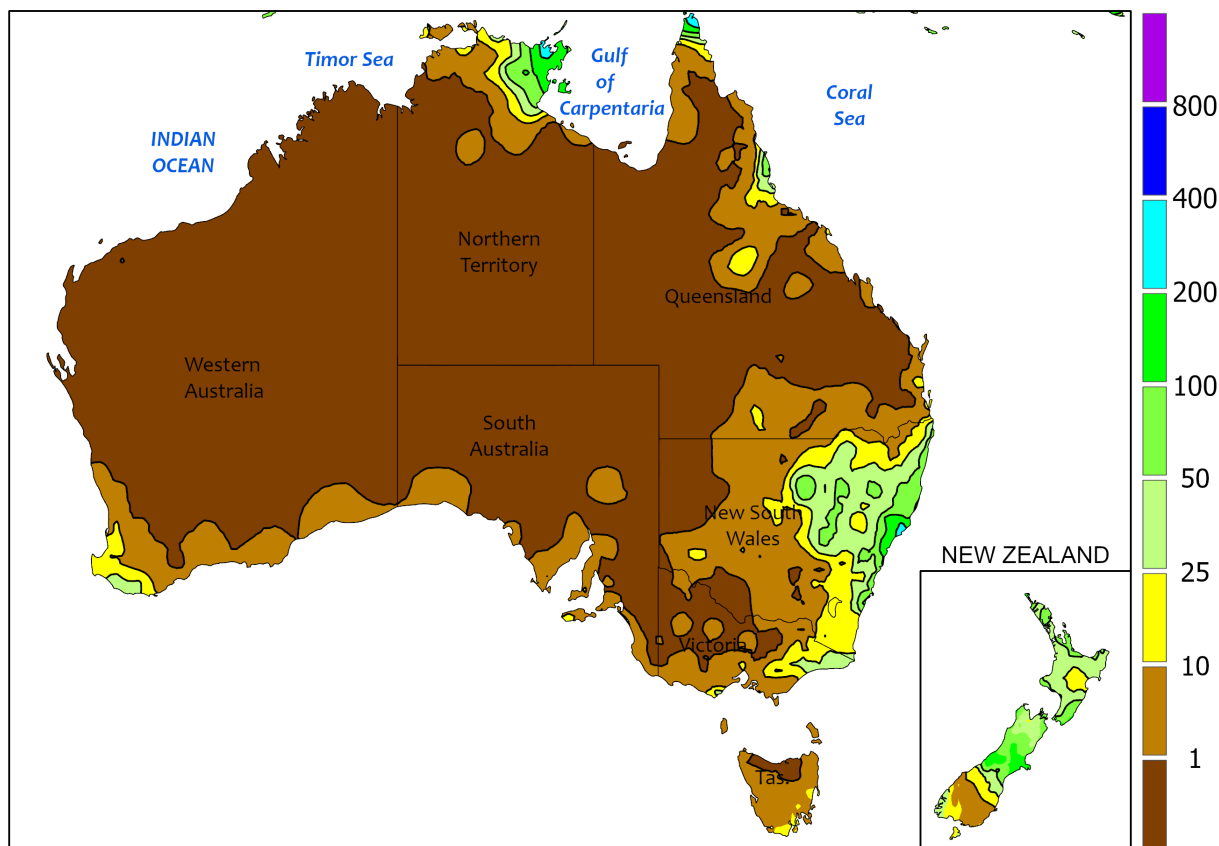 Timor Sea
Gulf
of
Carpentaria
Coral
Sea
INDIAN
OCEAN
Northern
Territory
Queensland
Western
Australia
South
Australia
New South
Wales
Victoria
Tas.
NEW ZEALAND
800
400
200
100
50
25
10
1